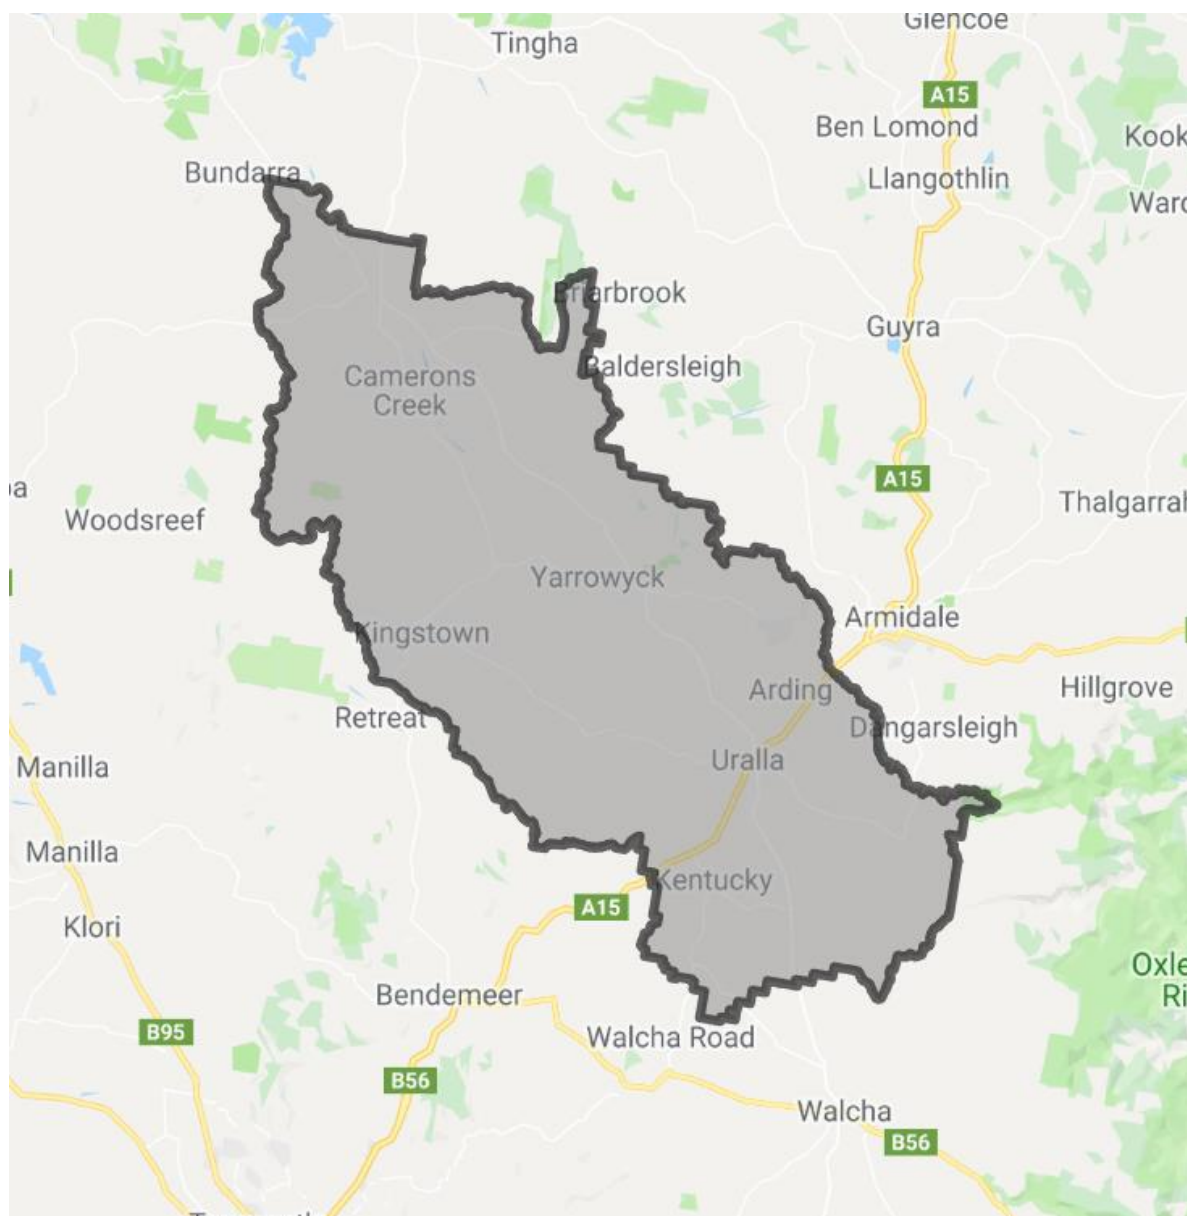 Glencoe
Tingha
A15
Ben Lomond
Kook
Bundarra
Llangothlin
Ward
Briarbrook
Guyra
Baldersleigh
Camerons
Creek
A15
pa
Woodsreef
Thalgarrah
Yarrowyck
Armidale
Kingstown
Arding
Hillgrove
Retreat
Dangarsleigh
Manilla
Uralla
Manilla
Kentucky
A15
Klori
Oxle
Ri
Bendemeer
B95
Walcha Road
B56
Walcha
B56